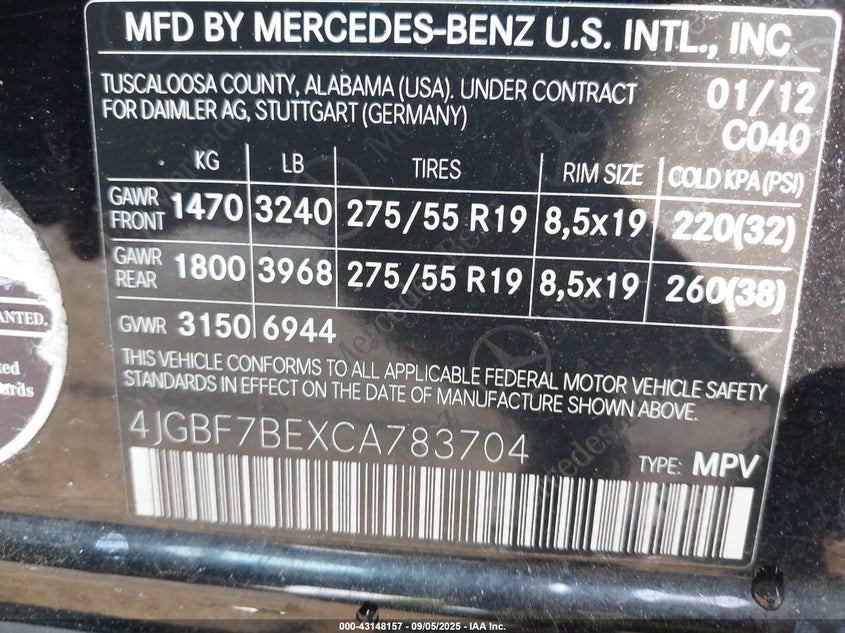 MFD BY MERCEDES-BENZ U.S. INTL., INC
TUSCALOOSA COUNTY, ALABAMA (USA). UNDER CONTRACT
FOR DAIMLER AG, STUTTGART (GERMANY)
01/12
C040
KG LB TIRES RIM SIZE COLD KPA (PSI)
GAWR FRONT 1470 3240 275/55 R19 8,5x19 220(32)
GAWR REAR 1800 3968 275/55 R19 8,5x19 260(38)
GVWR 3150 6944
THIS VEHICLE CONFORMS TO ALL APPLICABLE FEDERAL MOTOR VEHICLE SAFETY
STANDARDS IN EFFECT ON THE DATE OF MANUFACTURE SHOWN ABOVE.
4JGBF7BEXCA783704
TYPE: MPV
000-43148157 - 09/05/2025 - IAA Inc.